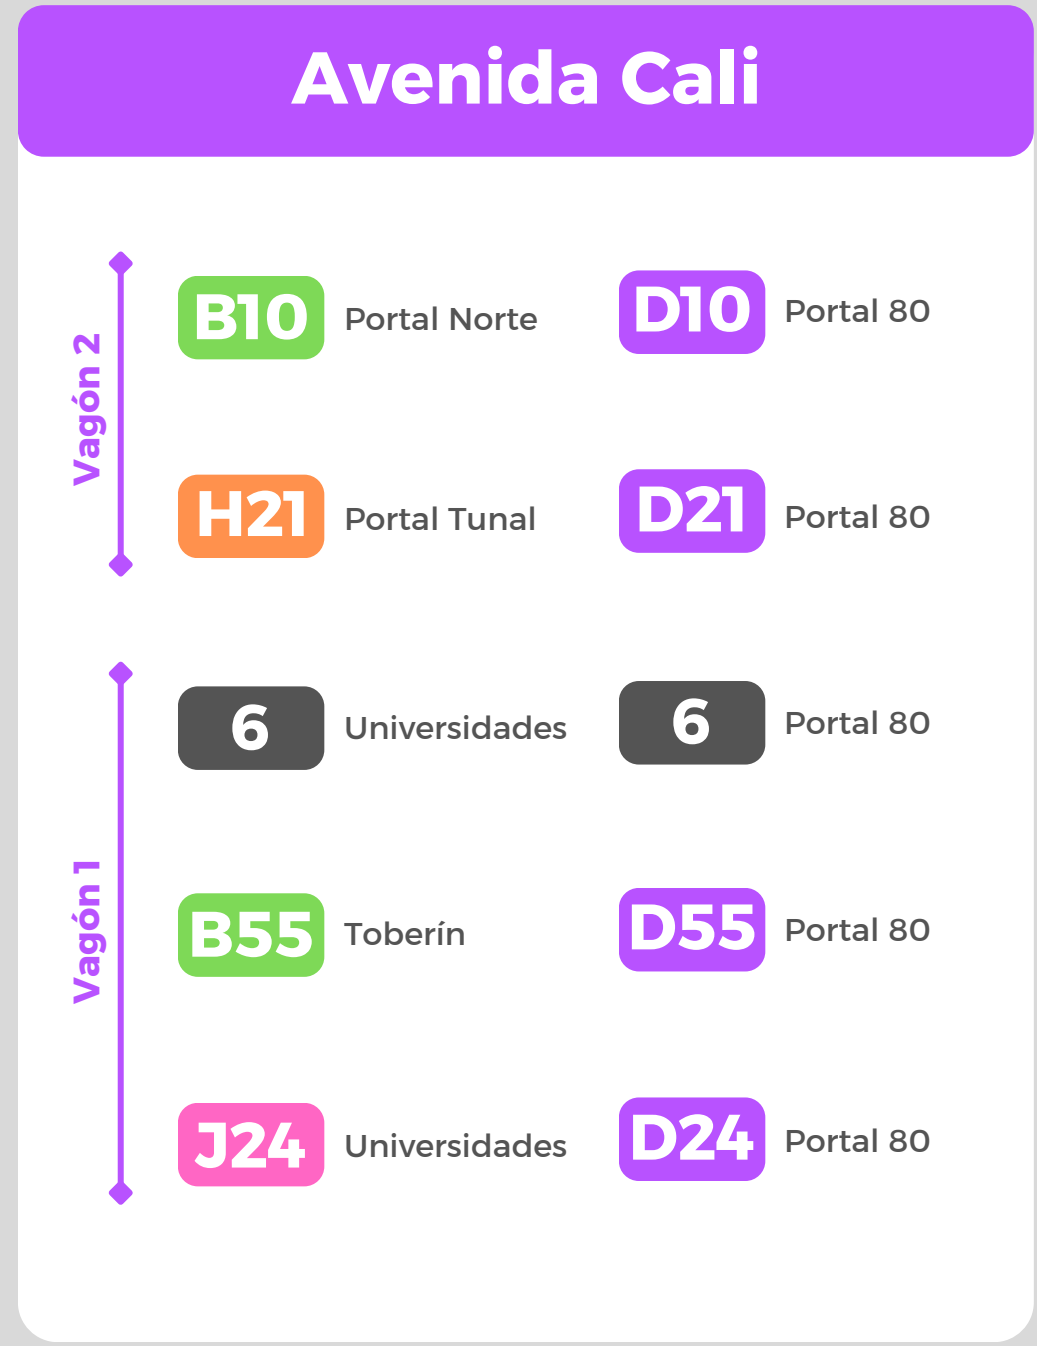 Avenida Cali
Vagón 2
B10 Portal Norte
D10 Portal 80
H21 Portal Tunal
D21 Portal 80
Vagón 1
6 Universidades
6 Portal 80
B55 Toberín
D55 Portal 80
J24 Universidades
D24 Portal 80